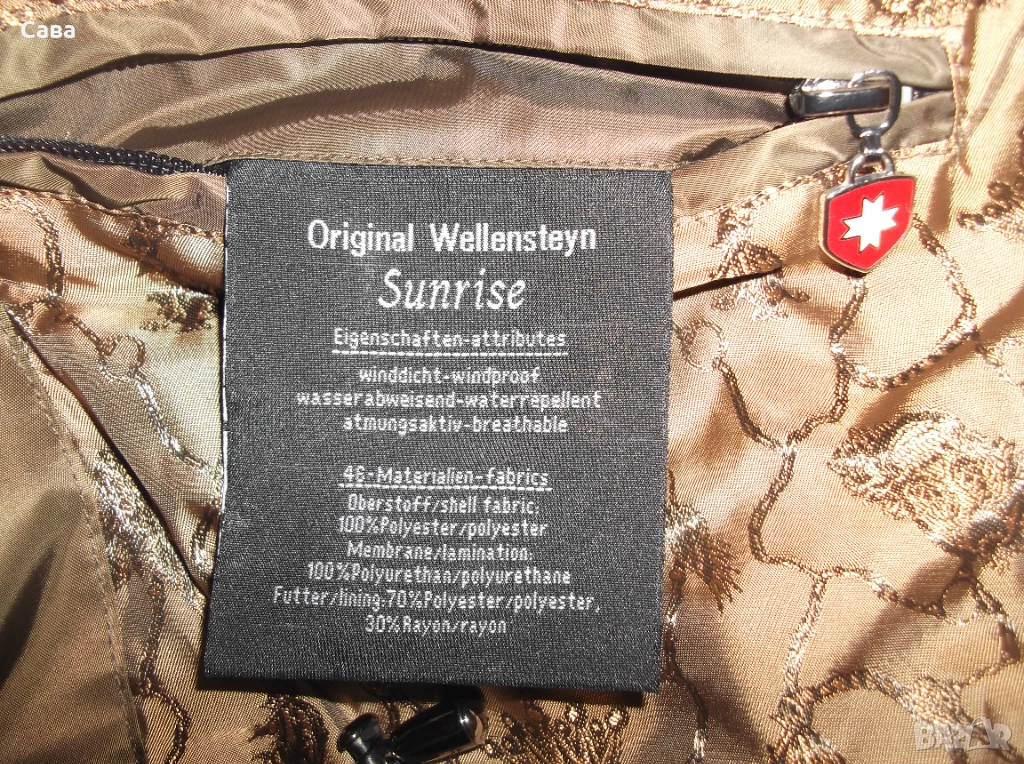 Сава
Original Wellensteyn
Sunrise
Eigenschaften-attributes
winddicht-windproof
wasserabweisend-waterrepellent
atmungsaktiv-breathable
46-Materialien-fabrics
Oberstoff/shell fabric:
100%Polyester/polyester
Membrane/lamination:
100%Polyurethan/polyurethane
Futter/lining:70%Polyester/polyester,
30%Rayon/rayon
BAZAR